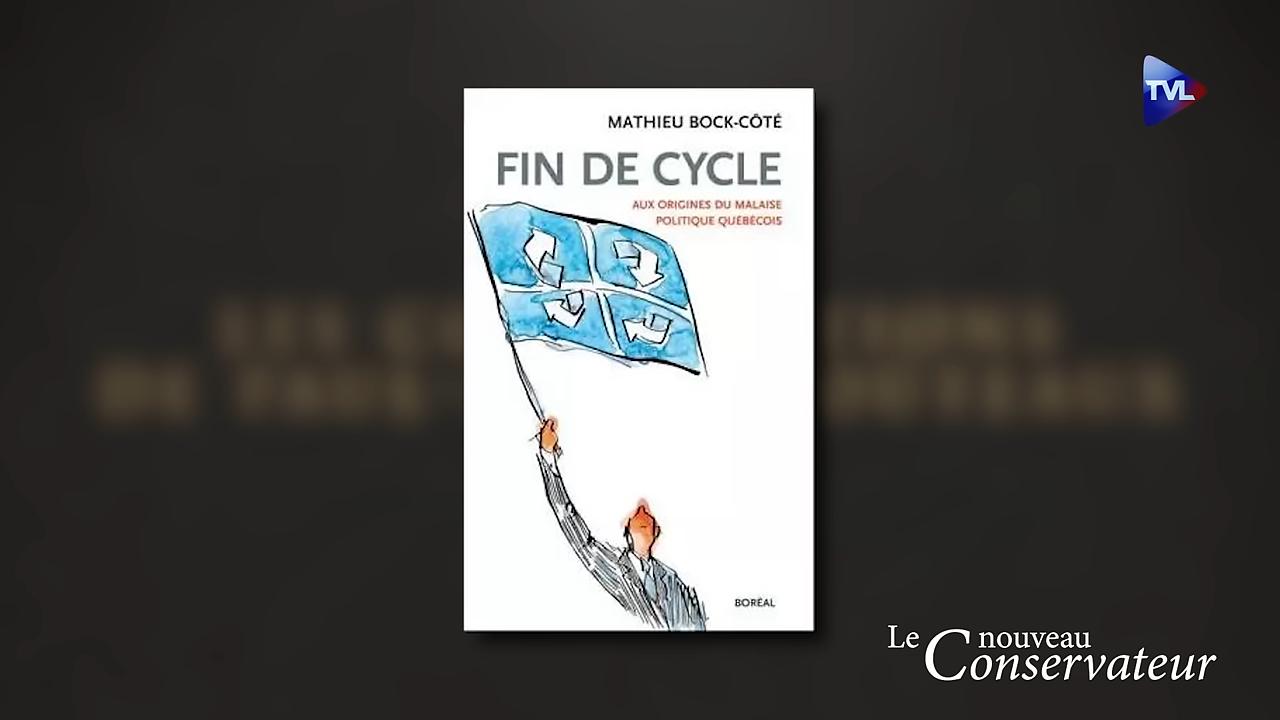 TVL
MATHIEU BOCK-CÔTÉ
FIN DE CYCLE
AUX ORIGINES DU MALAISE
POLITIQUE QUÉBÉCOIS
BORÉAL
Le nouveau
Conservateur